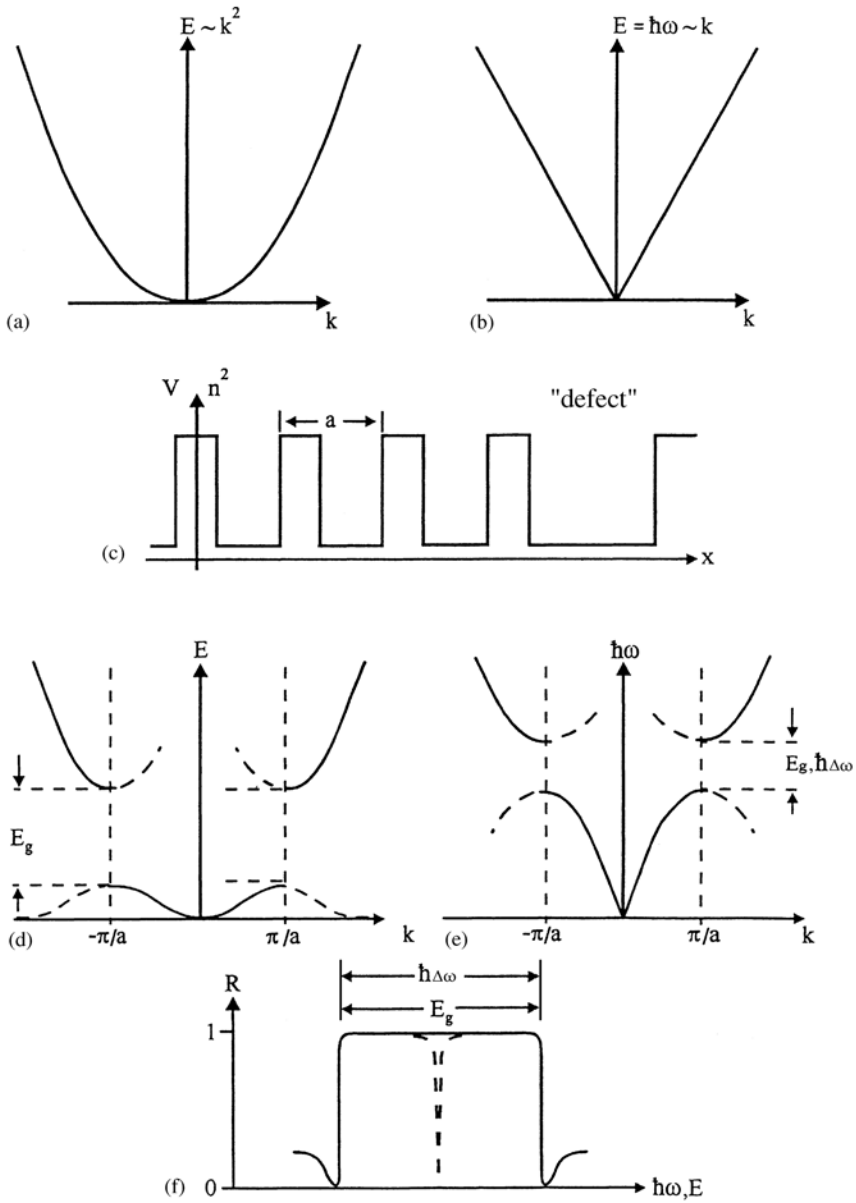 E ~ k²
E = ħω ~ k
(a)
k
(b)
k
V n²
"defect"
a
(c)
x
E
ħω
E_g
E_g, ħΔω
(d)
-π/a
π/a
k
(e)
-π/a
π/a
k
ħΔω
R
E_g
1
0
(f)
ħω,E